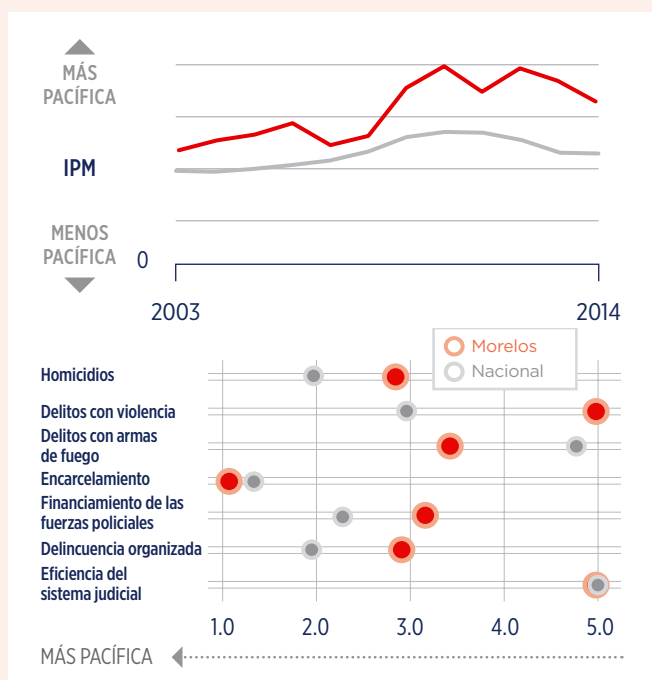 MÁS
PACÍFICA
IPM
MENOS
PACÍFICA
0
2003
2014
Morelos
Nacional
Homicidios
Delitos con violencia
Delitos con armas
de fuego
Encarcelamiento
Financiamiento de las
fuerzas policiales
Delincuencia organizada
Eficiencia del
sistema judicial
1.0
2.0
3.0
4.0
5.0
MÁS PACÍFICA